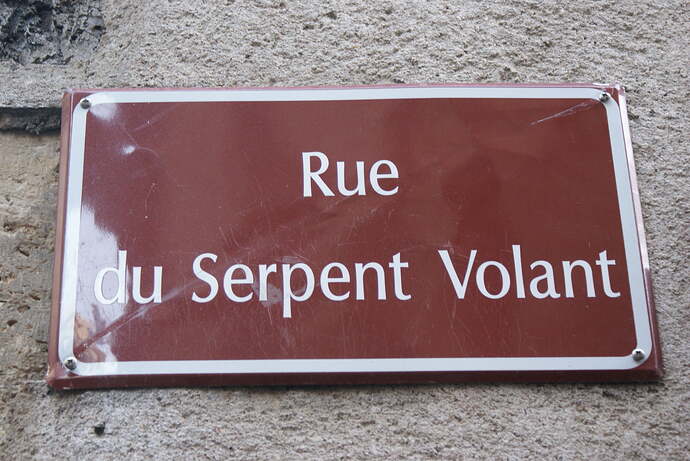 Rue
du Serpent Volant